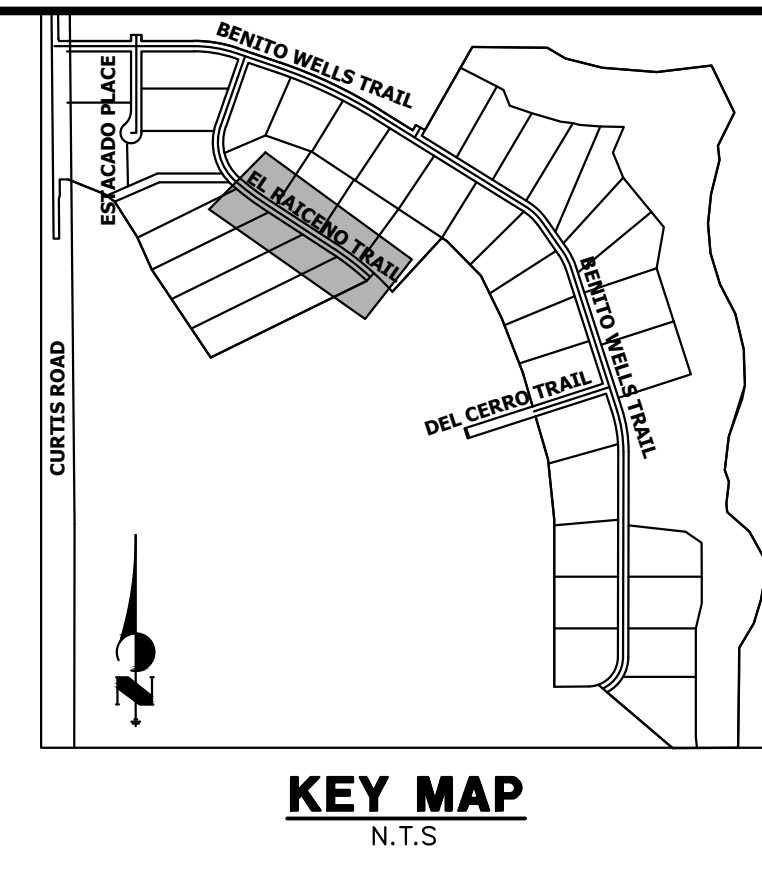 BENITO WELLS TRAIL
ESTACADO PLACE
EL RAICENO TRAIL
BENITO WELLS TRAIL
CURTIS ROAD
DEL CERRO TRAIL
N
KEY MAP
N.T.S